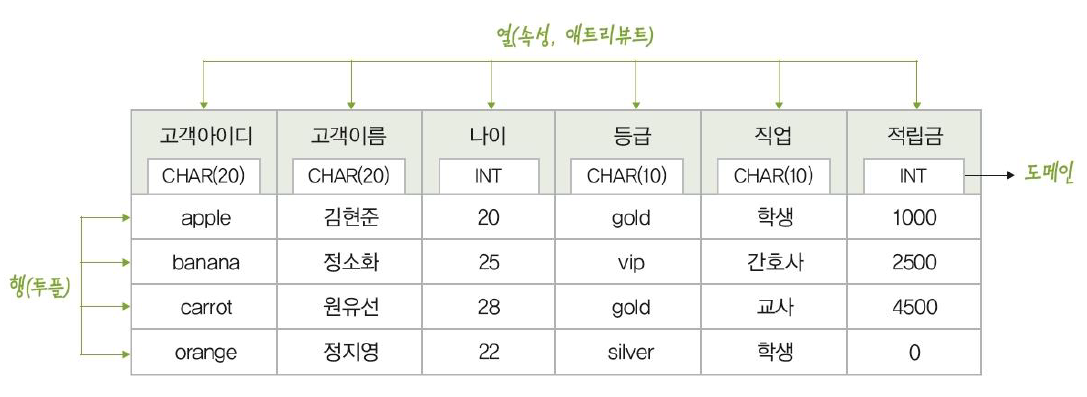 열(속성, 애트리뷰트)
고객아이디 고객이름 나이 등급 직업 적립금
CHAR(20) CHAR(20) INT CHAR(10) CHAR(10) INT
도메인
apple 김현준 20 gold 학생 1000
banana 정소화 25 vip 간호사 2500
행(투플)
carrot 원유선 28 gold 교사 4500
orange 정지영 22 silver 학생 0